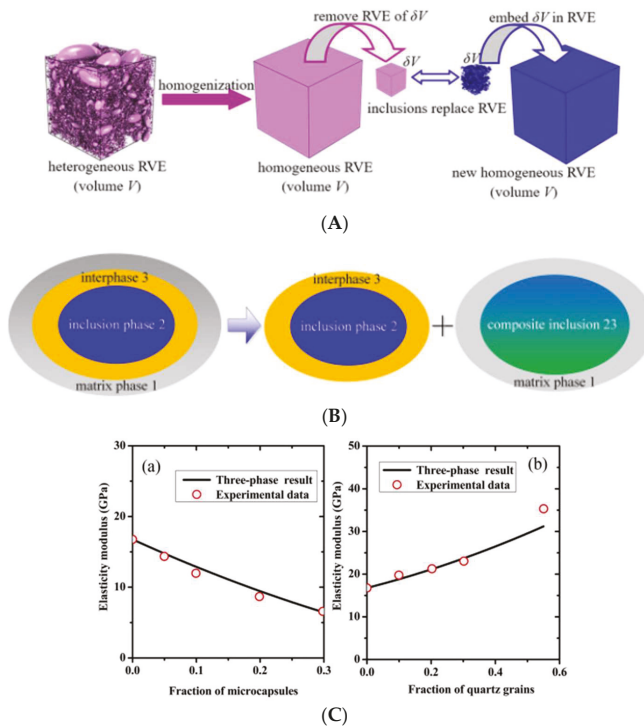 remove RVE of δV
embed δV in RVE
δV
δV
homogenization
inclusions replace RVE
heterogeneous RVE
(volume V)
homogeneous RVE
(volume V)
new homogeneous RVE
(volume V)
(A)
interphase 3
inclusion phase 2
matrix phase 1
interphase 3
inclusion phase 2
+
composite inclusion 23
matrix phase 1
(B)
(a)
Three-phase result
Experimental data
Elasticity modulus (GPa)
30
20
10
0
0.0 0.1 0.2 0.3
Fraction of microcapsules
(b)
Three-phase result
Experimental data
Elasticity modulus (GPa)
50
40
30
20
10
0
0.0 0.2 0.4 0.6
Fraction of quartz grains
(C)